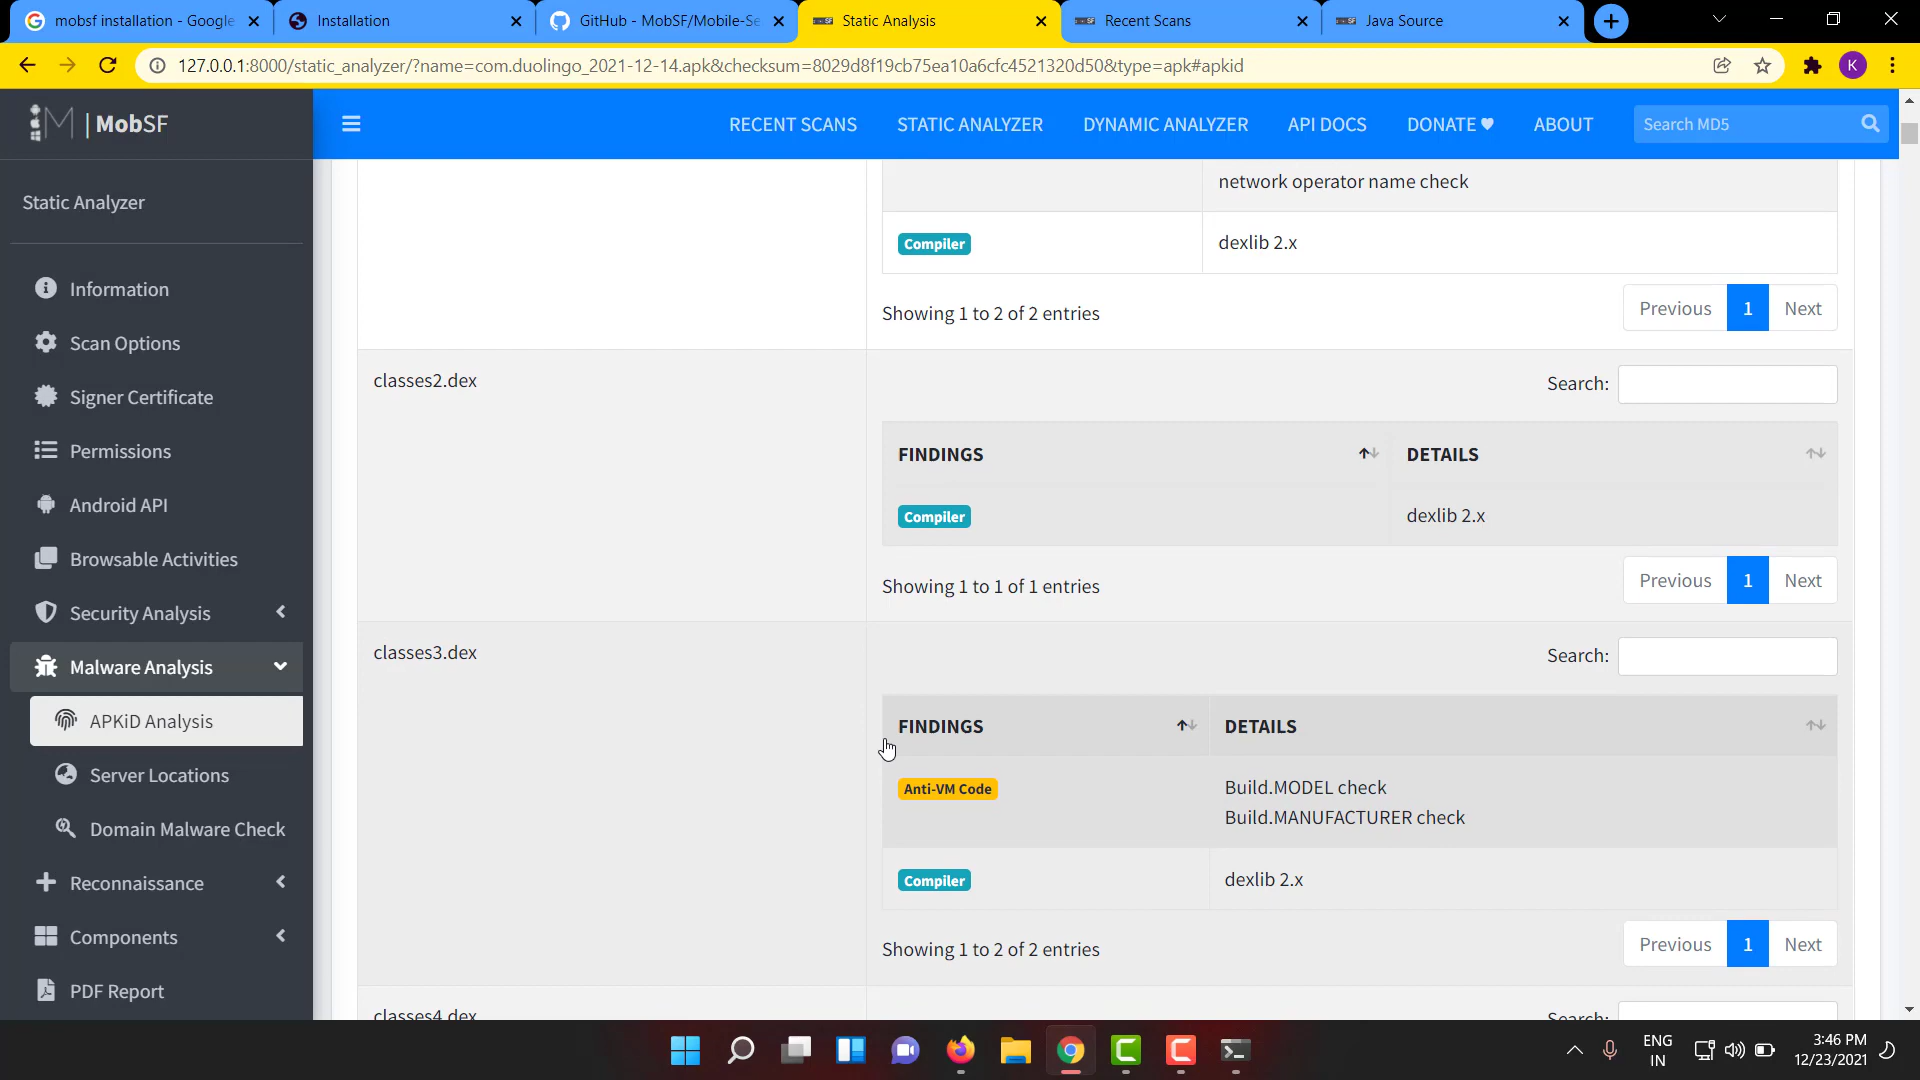 mobsf installation - Google
Installation
GitHub - MobSF/Mobile-Se
Static Analysis
Recent Scans
Java Source
127.0.0.1:8000/static_analyzer/?name=com.duolingo_2021-12-14.apk&checksum=8029d8f19cb75ea10a6cfc4521320d50&type=apk#apkid
K
M | MobSF
RECENT SCANS
STATIC ANALYZER
DYNAMIC ANALYZER
API DOCS
DONATE
ABOUT
Search MD5
Static Analyzer
Information
Scan Options
Signer Certificate
Permissions
Android API
Browsable Activities
Security Analysis
Malware Analysis
APKiD Analysis
Server Locations
Domain Malware Check
Reconnaissance
Components
PDF Report
network operator name check
Compiler
dexlib 2.x
Showing 1 to 2 of 2 entries
Previous 1 Next
classes2.dex
Search:
FINDINGS
DETAILS
Compiler
dexlib 2.x
Showing 1 to 1 of 1 entries
Previous 1 Next
classes3.dex
Search:
FINDINGS
DETAILS
Anti-VM Code
Build.MODEL check
Build.MANUFACTURER check
Compiler
dexlib 2.x
Showing 1 to 2 of 2 entries
Previous 1 Next
classes4.dex
Search:
ENG
IN
3:46 PM
12/23/2021